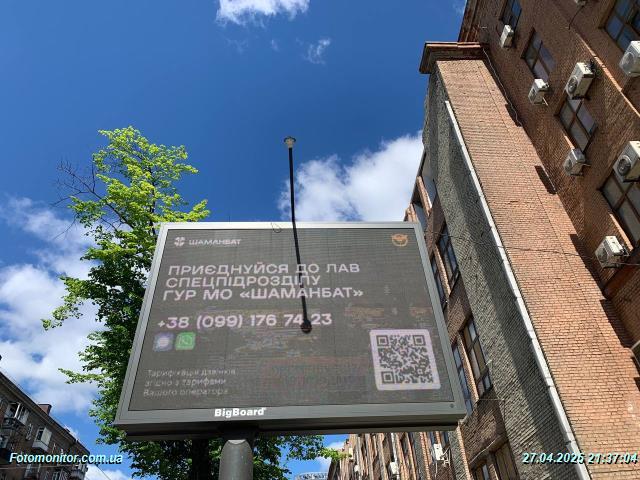 ШАМАНБАТ
ПРИЄДНУЙСЯ ДО ЛАВ
СПЕЦПІДРОЗДІЛУ
ГУР МО «ШАМАНБАТ»
+38 (099) 176 74 23
Тарифікація дзвінків
згідно з тарифами
Вашого оператора
BigBoard
Fotomonitor.com.ua
27.04.2025 21:37:04